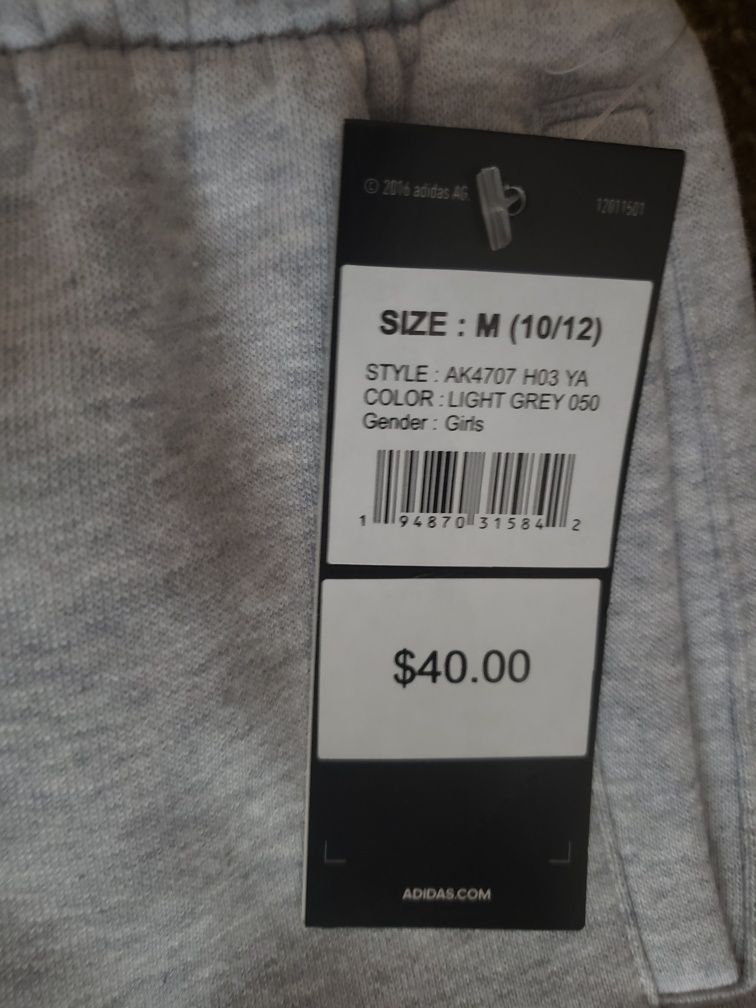 © 2016 adidas AG.
12011501
SIZE : M (10/12)
STYLE : AK4707 H03 YA
COLOR : LIGHT GREY 050
Gender : Girls
1 94870 31584 2
$40.00
ADIDAS.COM